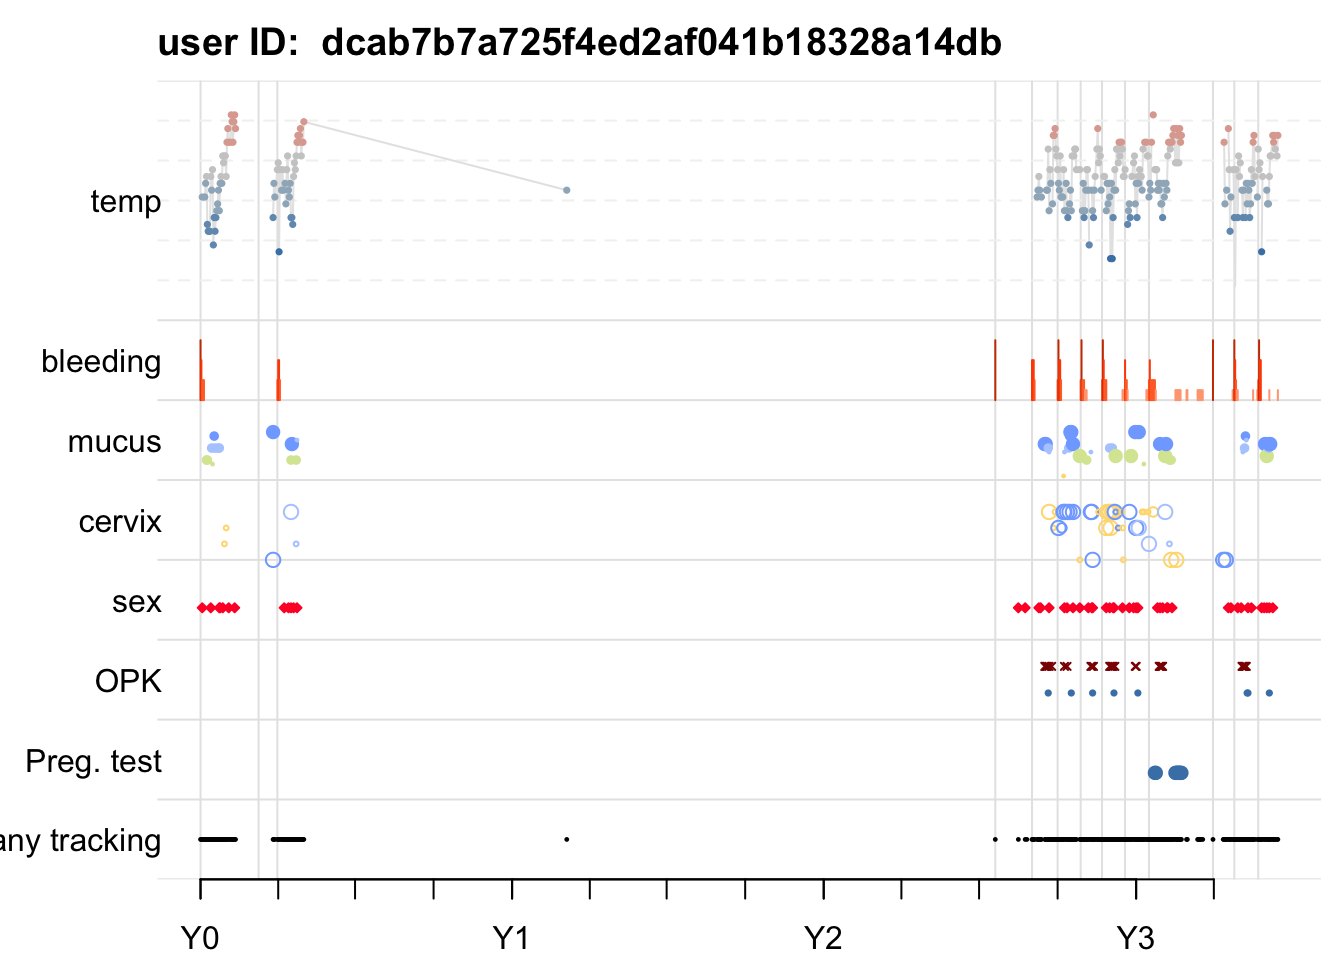 user ID:  dcab7b7a725f4ed2af041b18328a14db
temp
bleeding
mucus
cervix
sex
OPK
Preg. test
any tracking
Y0 Y1 Y2 Y3